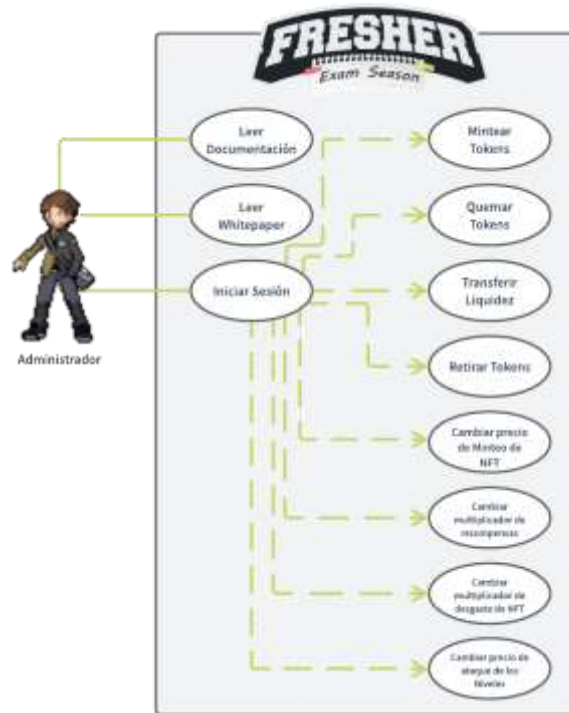 FRESHER
Exam Season
Leer
Documentación
Mintear
Tokens
Leer
Whitepaper
Quemar
Tokens
Iniciar Sesión
Transferir
Liquidez
Administrador
Retirar Tokens
Cambiar precio
de Minteo de
NFT
Cambiar
multiplicador de
recompensas
Cambiar
multiplicador de
desgaste de NFT
Cambiar precio de
ataque de los
Niveles